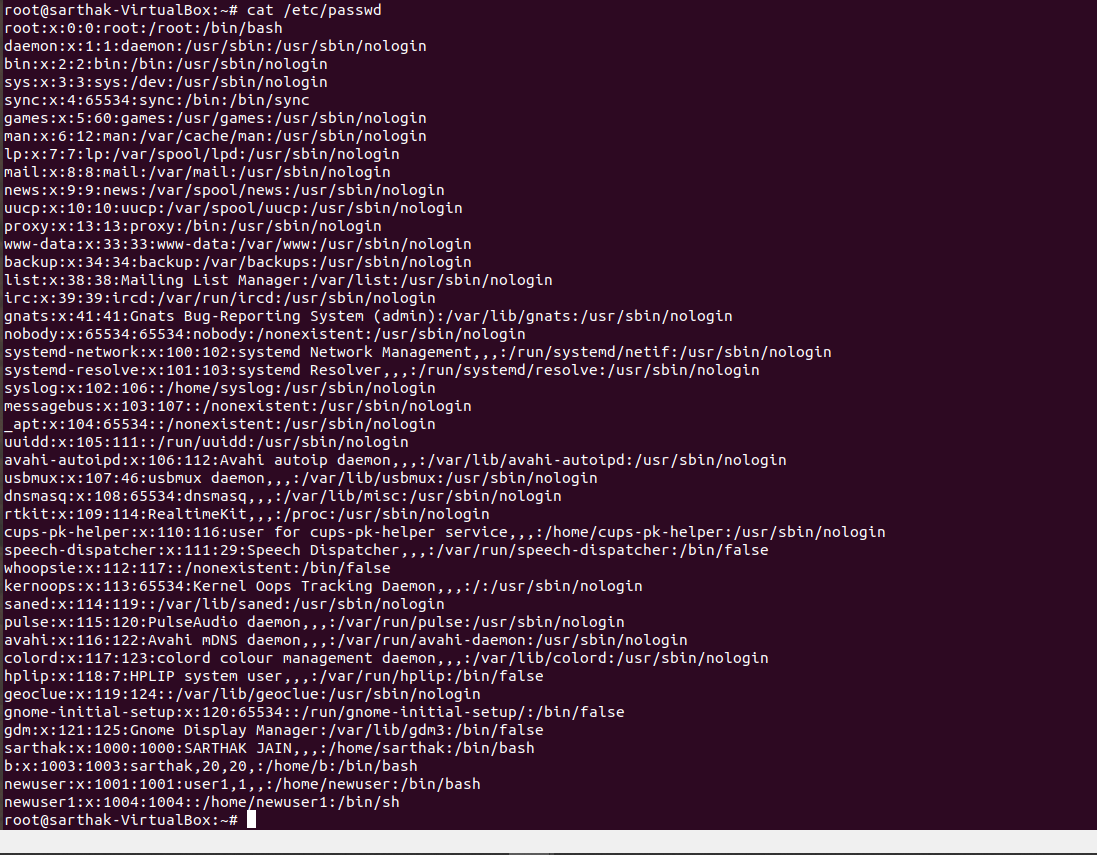 root@sarthak-VirtualBox:~# cat /etc/passwd
root:x:0:0:root:/root:/bin/bash
daemon:x:1:1:daemon:/usr/sbin:/usr/sbin/nologin
bin:x:2:2:bin:/bin:/usr/sbin/nologin
sys:x:3:3:sys:/dev:/usr/sbin/nologin
sync:x:4:65534:sync:/bin:/bin/sync
games:x:5:60:games:/usr/games:/usr/sbin/nologin
man:x:6:12:man:/var/cache/man:/usr/sbin/nologin
lp:x:7:7:lp:/var/spool/lpd:/usr/sbin/nologin
mail:x:8:8:mail:/var/mail:/usr/sbin/nologin
news:x:9:9:news:/var/spool/news:/usr/sbin/nologin
uucp:x:10:10:uucp:/var/spool/uucp:/usr/sbin/nologin
proxy:x:13:13:proxy:/bin:/usr/sbin/nologin
www-data:x:33:33:www-data:/var/www:/usr/sbin/nologin
backup:x:34:34:backup:/var/backups:/usr/sbin/nologin
list:x:38:38:Mailing List Manager:/var/list:/usr/sbin/nologin
irc:x:39:39:ircd:/var/run/ircd:/usr/sbin/nologin
gnats:x:41:41:Gnats Bug-Reporting System (admin):/var/lib/gnats:/usr/sbin/nologin
nobody:x:65534:65534:nobody:/nonexistent:/usr/sbin/nologin
systemd-network:x:100:102:systemd Network Management,,,:/run/systemd/netif:/usr/sbin/nologin
systemd-resolve:x:101:103:systemd Resolver,,,:/run/systemd/resolve:/usr/sbin/nologin
syslog:x:102:106::/home/syslog:/usr/sbin/nologin
messagebus:x:103:107::/nonexistent:/usr/sbin/nologin
_apt:x:104:65534::/nonexistent:/usr/sbin/nologin
uuidd:x:105:111::/run/uuidd:/usr/sbin/nologin
avahi-autoipd:x:106:112:Avahi autoip daemon,,,:/var/lib/avahi-autoipd:/usr/sbin/nologin
usbmux:x:107:46:usbmux daemon,,,:/var/lib/usbmux:/usr/sbin/nologin
dnsmasq:x:108:65534:dnsmasq,,,:/var/lib/misc:/usr/sbin/nologin
rtkit:x:109:114:RealtimeKit,,,:/proc:/usr/sbin/nologin
cups-pk-helper:x:110:116:user for cups-pk-helper service,,,:/home/cups-pk-helper:/usr/sbin/nologin
speech-dispatcher:x:111:29:Speech Dispatcher,,,:/var/run/speech-dispatcher:/bin/false
whoopsie:x:112:117::/nonexistent:/bin/false
kernoops:x:113:65534:Kernel Oops Tracking Daemon,,,:/:/usr/sbin/nologin
saned:x:114:119::/var/lib/saned:/usr/sbin/nologin
pulse:x:115:120:PulseAudio daemon,,,:/var/run/pulse:/usr/sbin/nologin
avahi:x:116:122:Avahi mDNS daemon,,,:/var/run/avahi-daemon:/usr/sbin/nologin
colord:x:117:123:colord colour management daemon,,,:/var/lib/colord:/usr/sbin/nologin
hplip:x:118:7:HPLIP system user,,,:/var/run/hplip:/bin/false
geoclue:x:119:124::/var/lib/geoclue:/usr/sbin/nologin
gnome-initial-setup:x:120:65534::/run/gnome-initial-setup/:/bin/false
gdm:x:121:125:Gnome Display Manager:/var/lib/gdm3:/bin/false
sarthak:x:1000:1000:SARTHAK JAIN,,,:/home/sarthak:/bin/bash
b:x:1003:1003:sarthak,20,20,:/home/b:/bin/bash
newuser:x:1001:1001:user1,1,,:/home/newuser:/bin/bash
newuser1:x:1004:1004::/home/newuser1:/bin/sh
root@sarthak-VirtualBox:~#